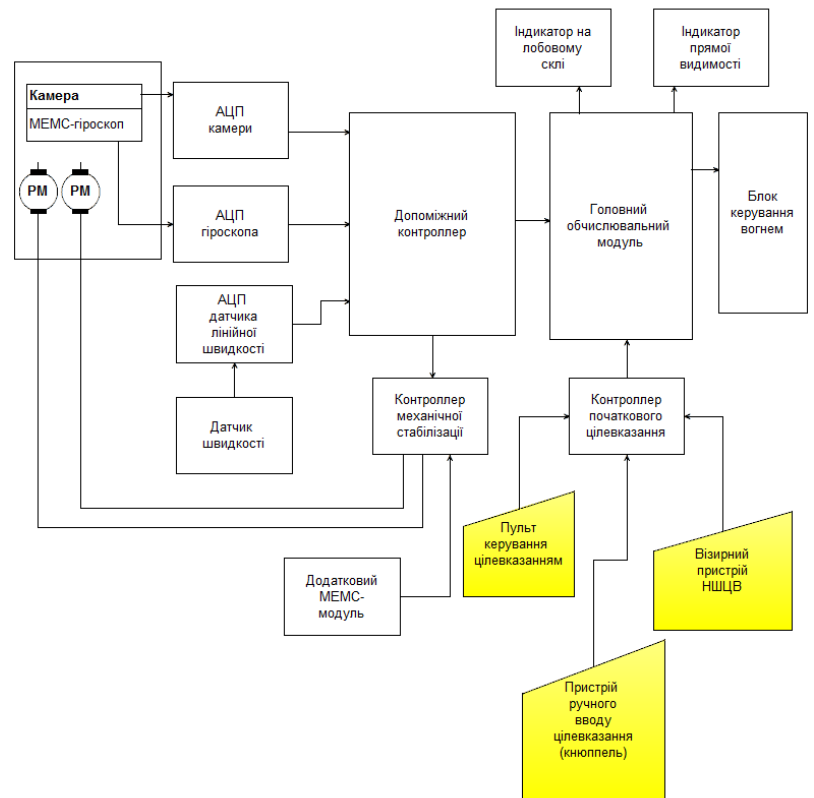 Індикатор на
лобовому
склі
Індикатор
прямої
видимості
Камера
МЕМС-гіроскоп
АЦП
камери
РМ
РМ
АЦП
гіроскопа
Допоміжний
контроллер
Головний
обчислювальний
модуль
Блок
керування
вогнем
АЦП
датчика
лінійної
швидкості
Датчик
швидкості
Контроллер
механічної
стабілізації
Контроллер
початкового
цілевказання
Пульт
керування
цілевказанням
Візирний
пристрій
НШЦВ
Додатковий
МЕМС-
модуль
Пристрій
ручного
вводу
цілевказання
(кнюппель)